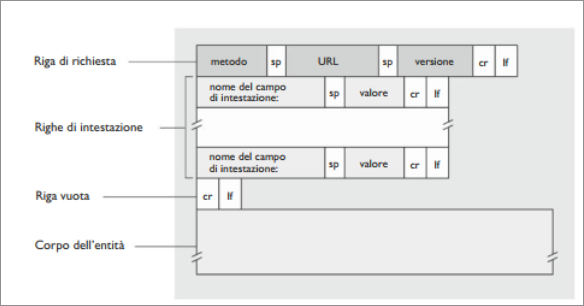 Riga di richiesta
metodo sp URL sp versione cr lf
nome del campo
di intestazione: sp valore cr lf
Righe di intestazione
nome del campo
di intestazione: sp valore cr lf
Riga vuota
cr lf
Corpo dell'entità